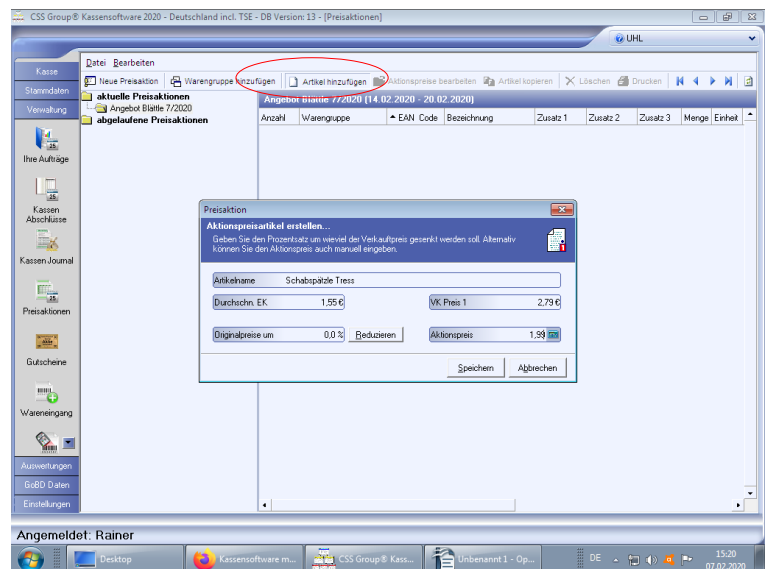 CSS Group® Kassensoftware 2020 - Deutschland incl. TSE - DB Version: 13 - [Preisaktionen]
UHL
Datei Bearbeiten
Neue Preisaktion Warengruppe hinzufügen Artikel hinzufügen Aktionspreise bearbeiten Artikel kopieren Löschen Drucken
Kasse
Stammdaten
Verwaltung
Ihre Aufträge
Kassen
Abschlüsse
Kassen Journal
Preisaktionen
Gutscheine
Wareneingang
Auswertungen
GoBD Daten
Einstellungen
aktuelle Preisaktionen
Angebot Blättle 7/2020
abgelaufene Preisaktionen
Angebot Blättle 7/2020 (14.02.2020 - 20.02.2020)
Anzahl Warengruppe EAN Code Bezeichnung Zusatz 1 Zusatz 2 Zusatz 3 Menge Einheit
Preisaktion
Aktionspreisartikel erstellen...
Geben Sie den Prozentsatz um wieviel der Verkaufpreis gesenkt werden soll. Alternativ
können Sie den Aktionspreis auch manuell eingeben.
Artikelname Schabspätzle Tress
Durchschn. EK 1,55 € VK Preis 1 2,79 €
Originalpreise um 0,0 % Reduzieren Aktionspreis 1,99
Speichern Abbrechen
Angemeldet: Rainer
Desktop Kassensoftware m... CSS Group® Kass... Unbenannt 1 - Op... DE 15:20
07.02.2020